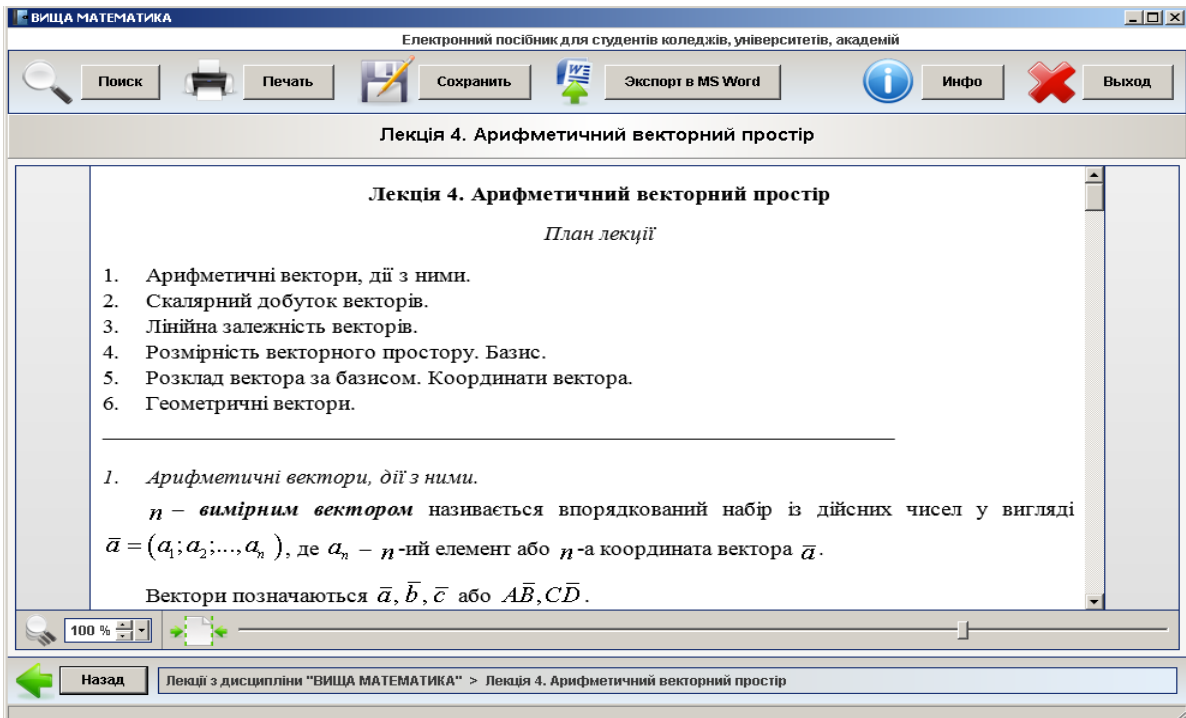 ВИЩА МАТЕМАТИКА
Електронний посібник для студентів коледжів, університетів, академій
Поиск Печать Сохранить Экспорт в MS Word Инфо Выход
Лекція 4. Арифметичний векторний простір
Лекція 4. Арифметичний векторний простір
План лекції
1. Арифметичні вектори, дії з ними.
2. Скалярний добуток векторів.
3. Лінійна залежність векторів.
4. Розмірність векторного простору. Базис.
5. Розклад вектора за базисом. Координати вектора.
6. Геометричні вектори.
1. Арифметичні вектори, дії з ними.
n – вимірним вектором називається впорядкований набір із дійсних чисел у вигляді
a̅ = (a₁; a₂;..., aₙ), де aₙ – n-ий елемент або n-а координата вектора a̅.
Вектори позначаються a̅, b̅, c̅ або AB̅, CD̅.
100 %
Назад Лекції з дисципліни "ВИЩА МАТЕМАТИКА" > Лекція 4. Арифметичний векторний простір